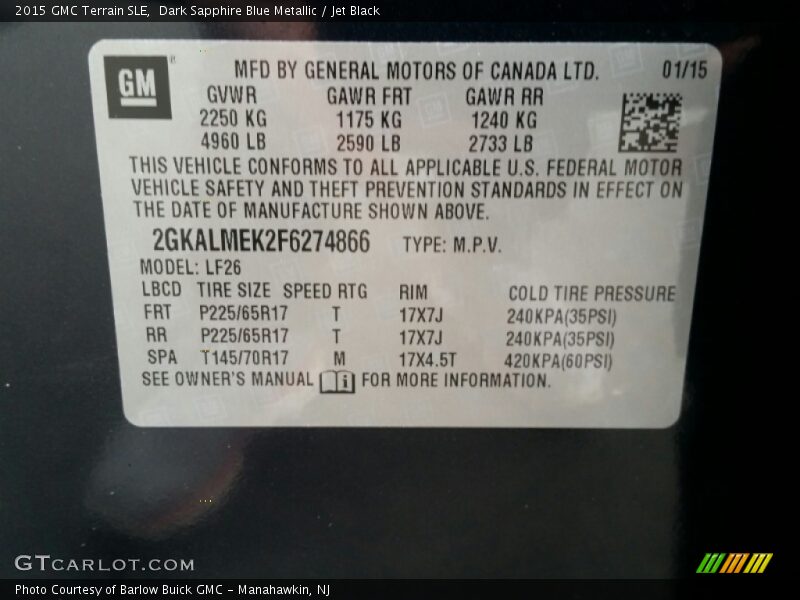 2015 GMC Terrain SLE, Dark Sapphire Blue Metallic / Jet Black
GM
MFD BY GENERAL MOTORS OF CANADA LTD. 01/15
GVWR GAWR FRT GAWR RR
2250 KG 1175 KG 1240 KG
4960 LB 2590 LB 2733 LB
THIS VEHICLE CONFORMS TO ALL APPLICABLE U.S. FEDERAL MOTOR
VEHICLE SAFETY AND THEFT PREVENTION STANDARDS IN EFFECT ON
THE DATE OF MANUFACTURE SHOWN ABOVE.
2GKALMEK2F6274866 TYPE: M.P.V.
MODEL: LF26
LBCD TIRE SIZE SPEED RTG RIM COLD TIRE PRESSURE
FRT P225/65R17 T 17X7J 240KPA(35PSI)
RR P225/65R17 T 17X7J 240KPA(35PSI)
SPA T145/70R17 M 17X4.5T 420KPA(60PSI)
SEE OWNER'S MANUAL FOR MORE INFORMATION.
GTCARLOT.COM
Photo Courtesy of Barlow Buick GMC - Manahawkin, NJ